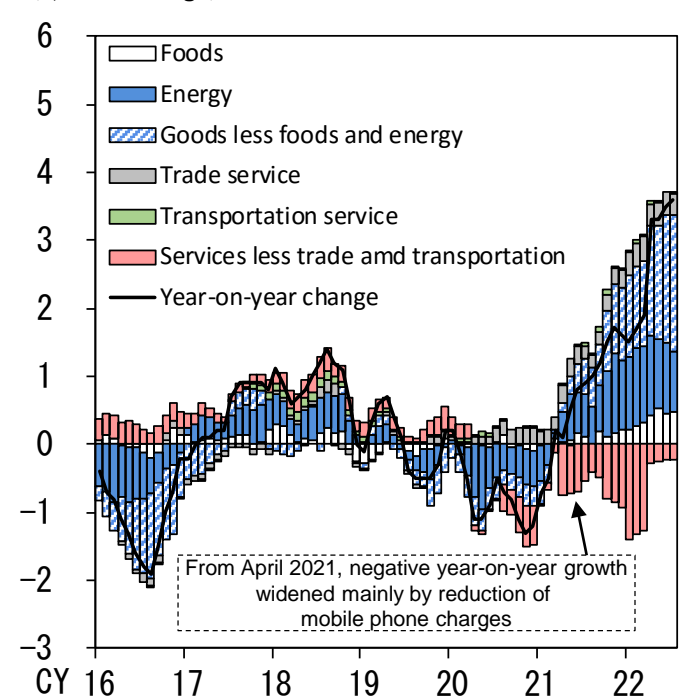 6
Foods
5
Energy
Goods less foods and energy
4
Trade service
Transportation service
3
Services less trade amd transportation
Year-on-year change
2
1
0
−1
From April 2021, negative year-on-year growth
widened mainly by reduction of
mobile phone charges
−2
−3
CY 16 17 18 19 20 21 22